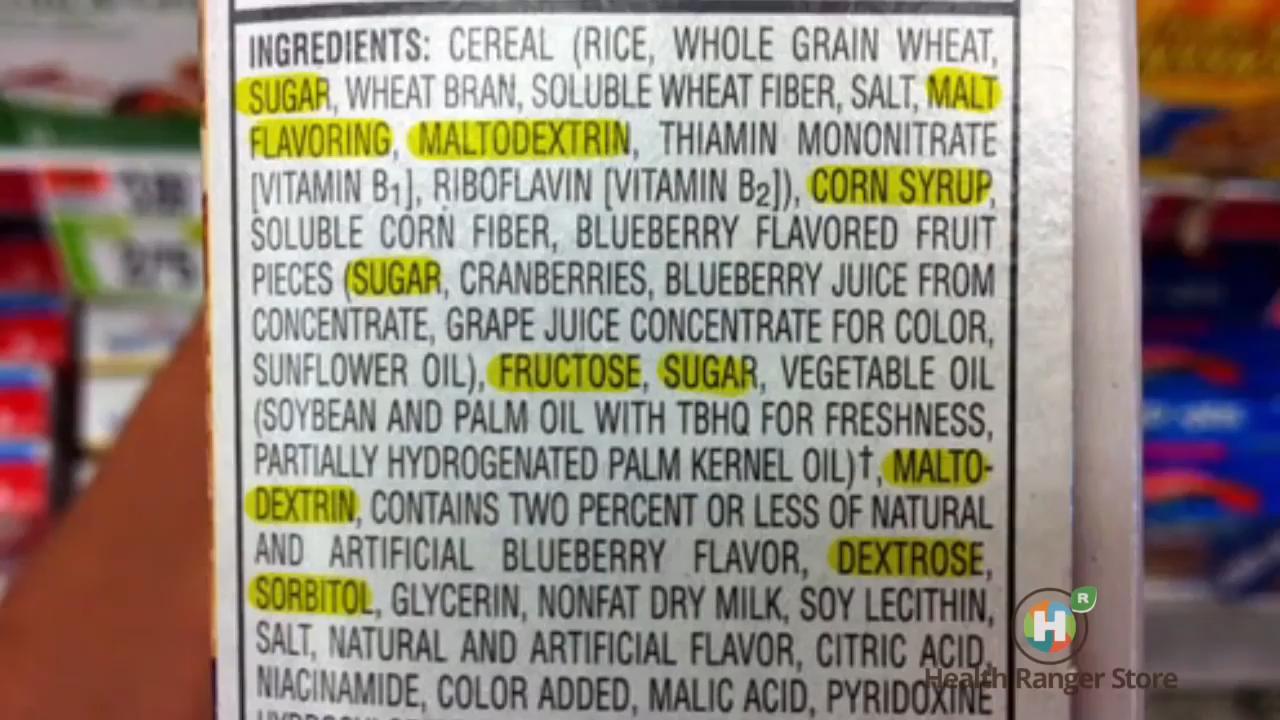 INGREDIENTS: CEREAL (RICE, WHOLE GRAIN WHEAT,
SUGAR, WHEAT BRAN, SOLUBLE WHEAT FIBER, SALT, MALT
FLAVORING, MALTODEXTRIN, THIAMIN MONONITRATE
[VITAMIN B1], RIBOFLAVIN [VITAMIN B2]), CORN SYRUP,
SOLUBLE CORN FIBER, BLUEBERRY FLAVORED FRUIT
PIECES (SUGAR, CRANBERRIES, BLUEBERRY JUICE FROM
CONCENTRATE, GRAPE JUICE CONCENTRATE FOR COLOR,
SUNFLOWER OIL), FRUCTOSE, SUGAR, VEGETABLE OIL
(SOYBEAN AND PALM OIL WITH TBHQ FOR FRESHNESS,
PARTIALLY HYDROGENATED PALM KERNEL OIL)†, MALTO-
DEXTRIN, CONTAINS TWO PERCENT OR LESS OF NATURAL
AND ARTIFICIAL BLUEBERRY FLAVOR, DEXTROSE,
SORBITOL, GLYCERIN, NONFAT DRY MILK, SOY LECITHIN,
SALT, NATURAL AND ARTIFICIAL FLAVOR, CITRIC ACID,
NIACINAMIDE, COLOR ADDED, MALIC ACID, PYRIDOXINE
H R
Health Ranger Store